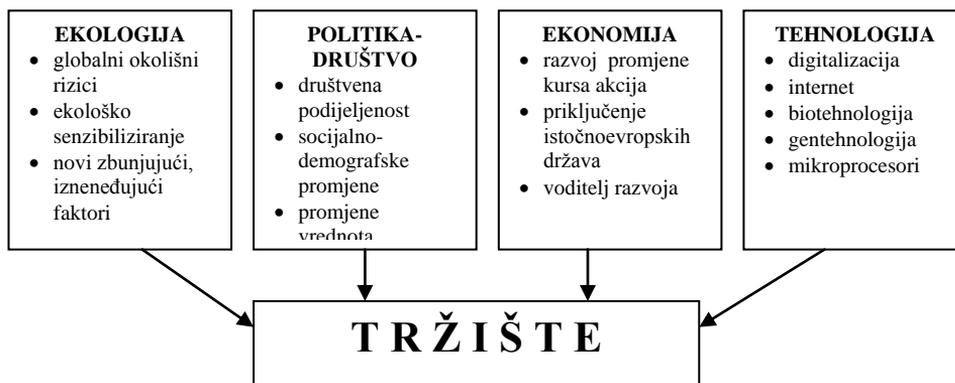 EKOLOGIJA
• globalni okolišni
rizici
• ekološko
senzibiliziranje
• novi zbunjujući,
izneneđujući
faktori
POLITIKA-
DRUŠTVO
• društvena
podijeljenost
• socijalno-
demografske
promjene
• promjene
vrednota
EKONOMIJA
• razvoj promjene
kursa akcija
• priključenje
istočnoevropskih
država
• voditelj razvoja
TEHNOLOGIJA
• digitalizacija
• internet
• biotehnologija
• gentehnologija
• mikroprocesori
T R Ž I Š T E